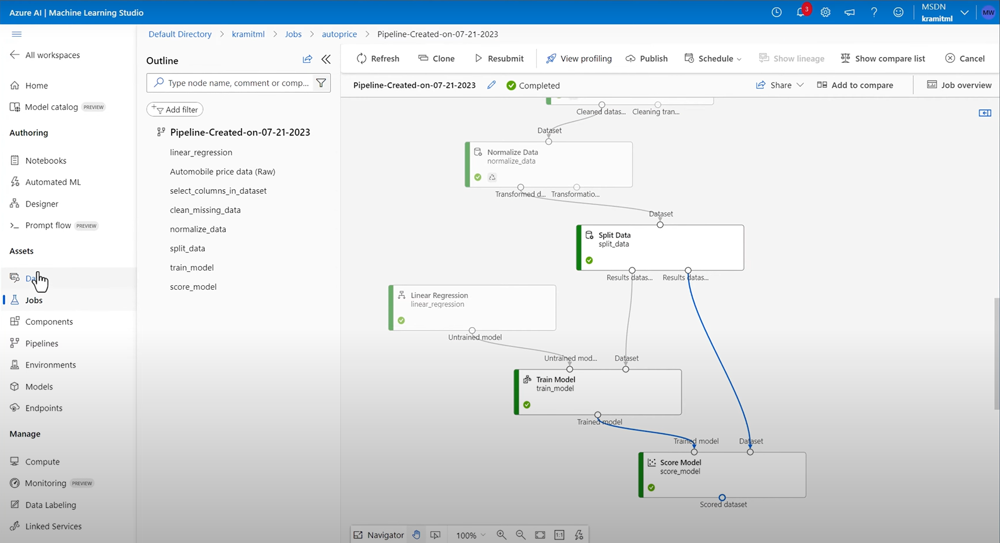 Azure AI | Machine Learning Studio
3
MSDN
kramitml
MW
Default Directory > kramitml > Jobs > autoprice > Pipeline-Created-on-07-21-2023
All workspaces
Home
Model catalog PREVIEW
Authoring
Notebooks
Automated ML
Designer
Prompt flow PREVIEW
Assets
Jobs
Components
Pipelines
Environments
Models
Endpoints
Manage
Compute
Monitoring PREVIEW
Data Labeling
Linked Services
Outline
Type node name, comment or comp...
Add filter
Pipeline-Created-on-07-21-2023
linear_regression
Automobile price data (Raw)
select_columns_in_dataset
clean_missing_data
normalize_data
split_data
train_model
score_model
Refresh Clone Resubmit View profiling Publish Schedule Show lineage Show compare list Cancel
Pipeline-Created-on-07-21-2023 Completed Share Add to compare Job overview
Cleaned datas... Cleaning tran...
Dataset
Normalize Data
normalize_data
Transformed d... Transformatio...
Dataset
Split Data
split_data
Results datas... Results datas...
Linear Regression
linear_regression
Untrained model
Untrained mod... Dataset
Train Model
train_model
Trained model
Trained model Dataset
Score Model
score_model
Scored dataset
Navigator 100% 1:1